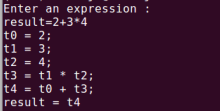 Enter an expression :
result=2+3*4
t0 = 2;
t1 = 3;
t2 = 4;
t3 = t1 * t2;
t4 = t0 + t3;
result = t4